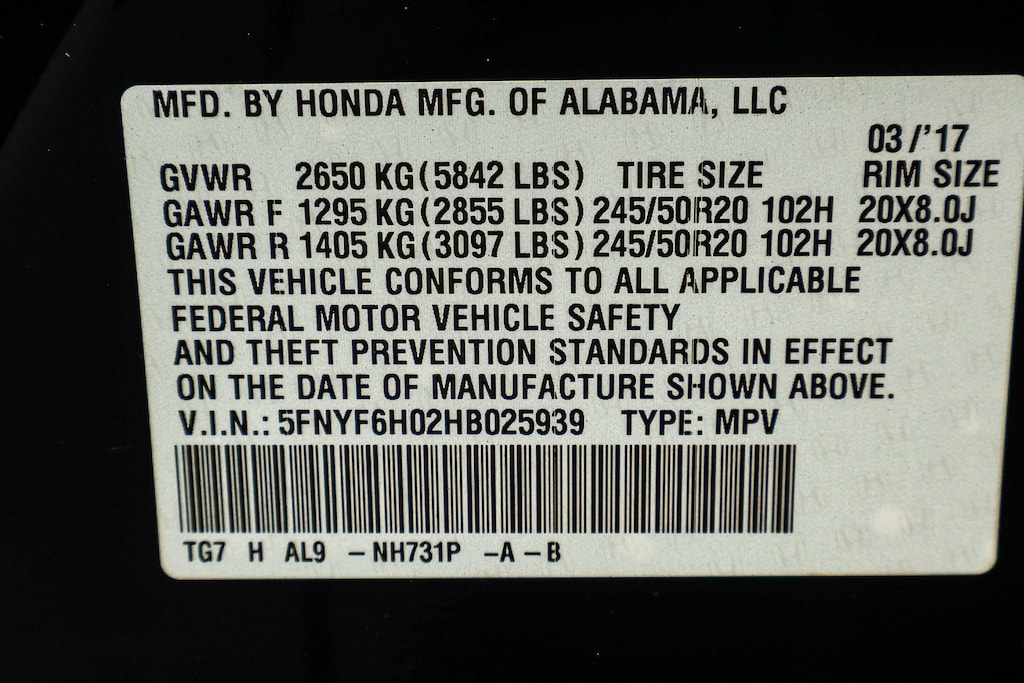 MFD. BY HONDA MFG. OF ALABAMA, LLC
03/'17
GVWR 2650 KG(5842 LBS) TIRE SIZE RIM SIZE
GAWR F 1295 KG(2855 LBS) 245/50R20 102H 20X8.0J
GAWR R 1405 KG(3097 LBS) 245/50R20 102H 20X8.0J
THIS VEHICLE CONFORMS TO ALL APPLICABLE
FEDERAL MOTOR VEHICLE SAFETY
AND THEFT PREVENTION STANDARDS IN EFFECT
ON THE DATE OF MANUFACTURE SHOWN ABOVE.
V.I.N.: 5FNYF6H02HB025939 TYPE: MPV
TG7 H AL9 -NH731P -A-B